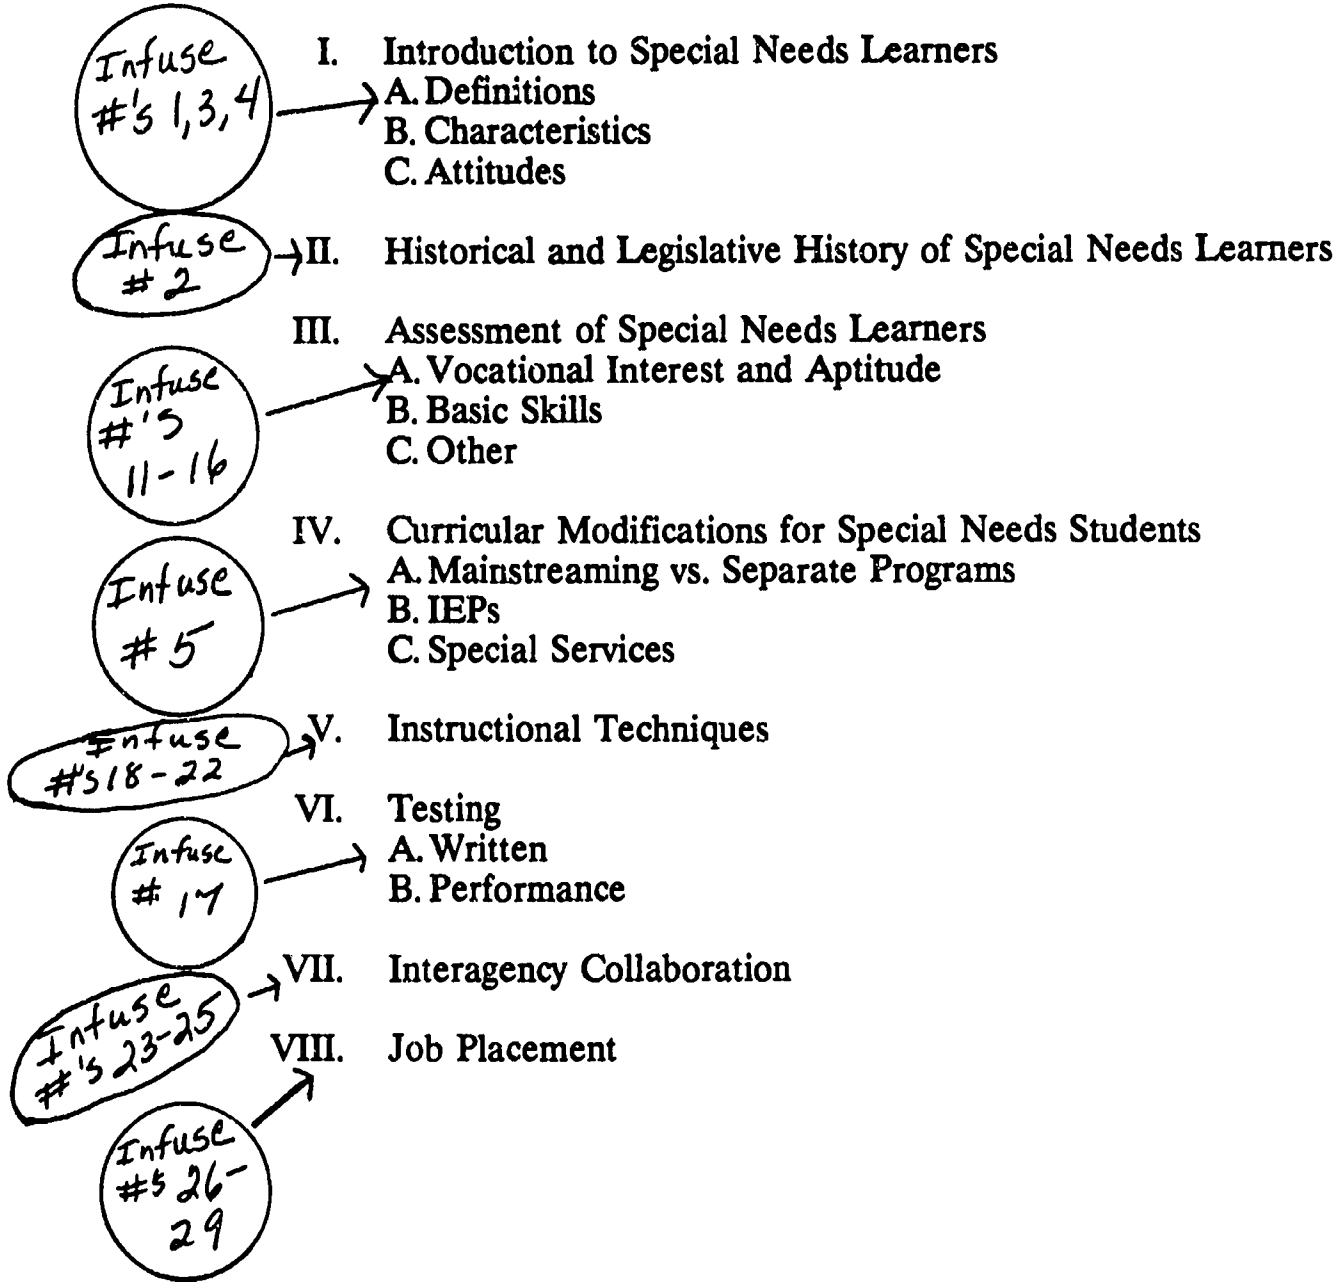 Infuse
#'s 1,3,4
I. Introduction to Special Needs Learners
A. Definitions
B. Characteristics
C. Attitudes
Infuse
# 2
II. Historical and Legislative History of Special Needs Learners
III. Assessment of Special Needs Learners
Infuse
#'s
11-16
A. Vocational Interest and Aptitude
B. Basic Skills
C. Other
IV. Curricular Modifications for Special Needs Students
Infuse
# 5
A. Mainstreaming vs. Separate Programs
B. IEPs
C. Special Services
Infuse
#'s 18-22
V. Instructional Techniques
VI. Testing
Infuse
# 17
A. Written
B. Performance
Infuse
#'s 23-25
VII. Interagency Collaboration
VIII. Job Placement
Infuse
#s 26-
29